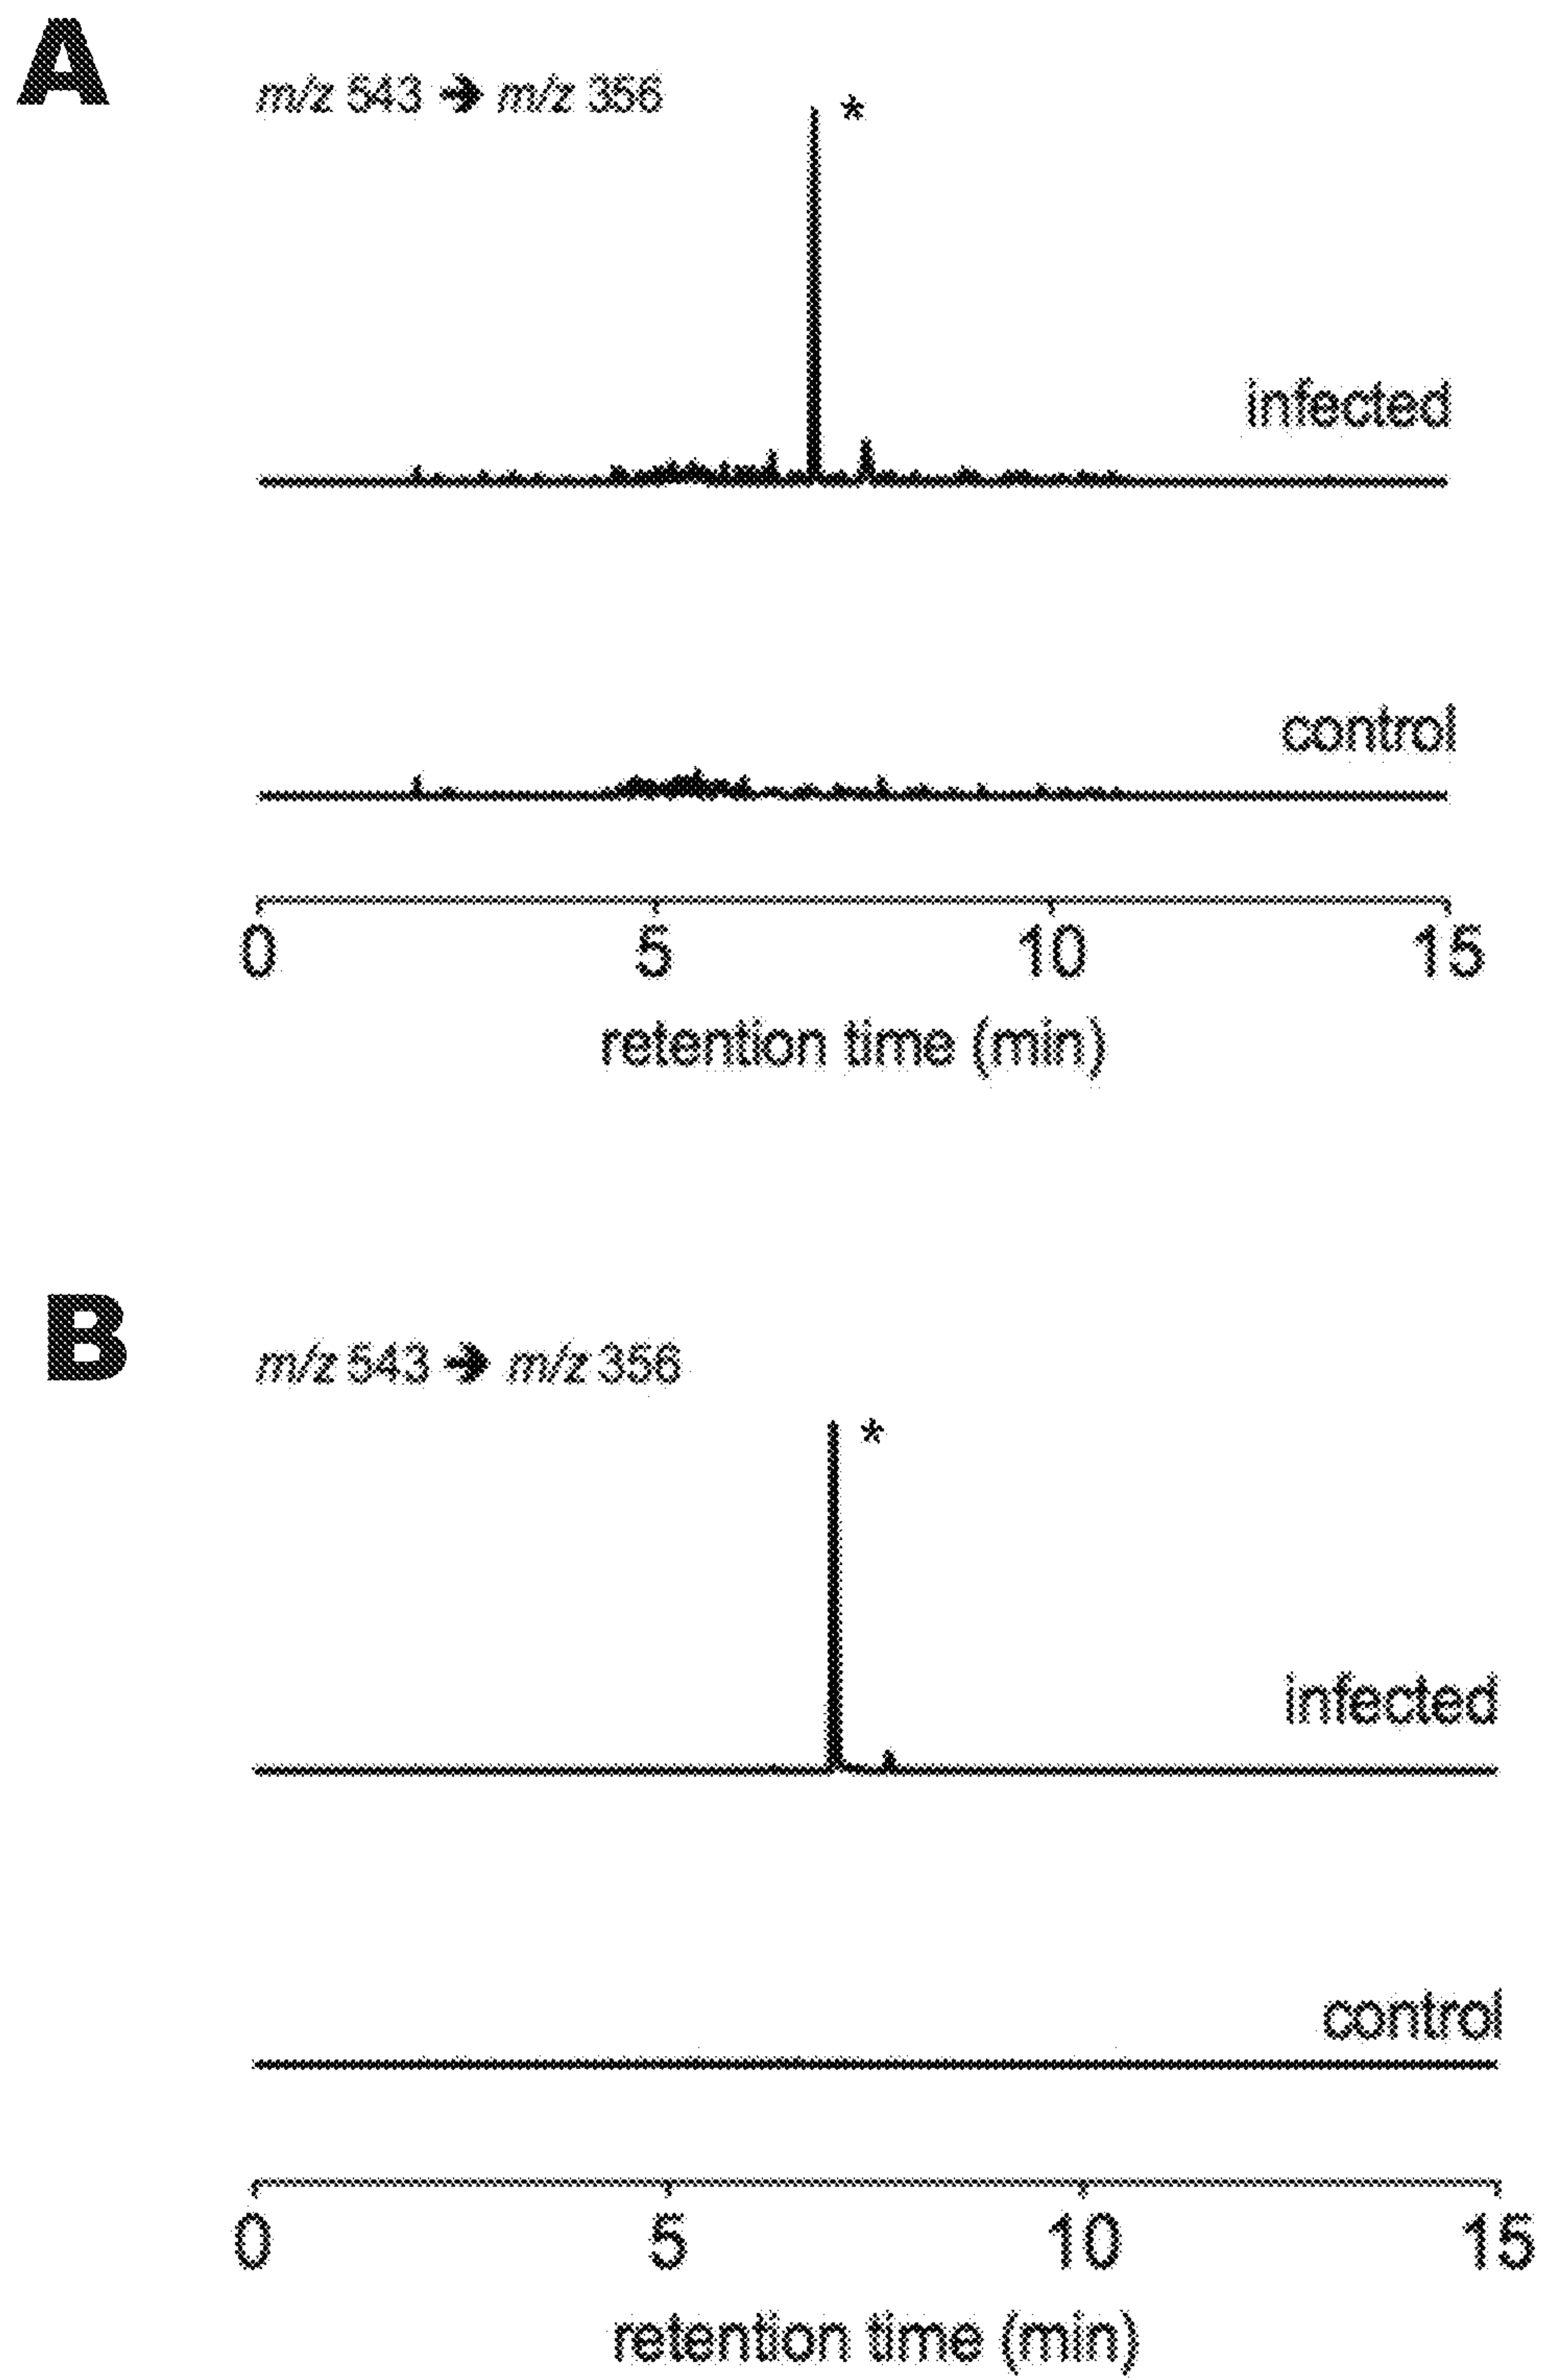 A
m/z 543 ➔ m/z 356
*
infected
control
0 5 10 15
retention time (min)
B
m/z 543 ➔ m/z 356
*
infected
control
0 5 10 15
retention time (min)